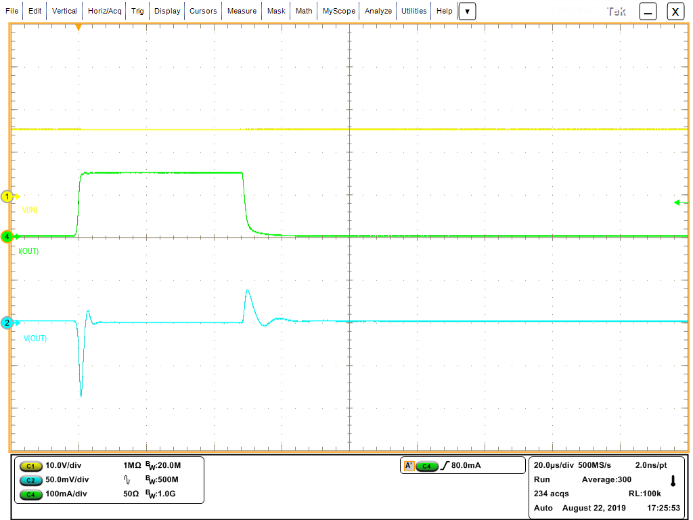 File Edit Vertical Horiz/Acq Trig Display Cursors Measure Mask Math MyScope Analyze Utilities Help Tek X
1
V(IN)
4
I(OUT)
2
V(OUT)
C1 10.0V/div 1MΩ BW:20.0M
C2 50.0mV/div BW:500M
C4 100mA/div 50Ω BW:1.0G
A' C4 80.0mA
20.0µs/div 500MS/s 2.0ns/pt
Run Average:300
234 acqs RL:100k
Auto August 22, 2019 17:25:53